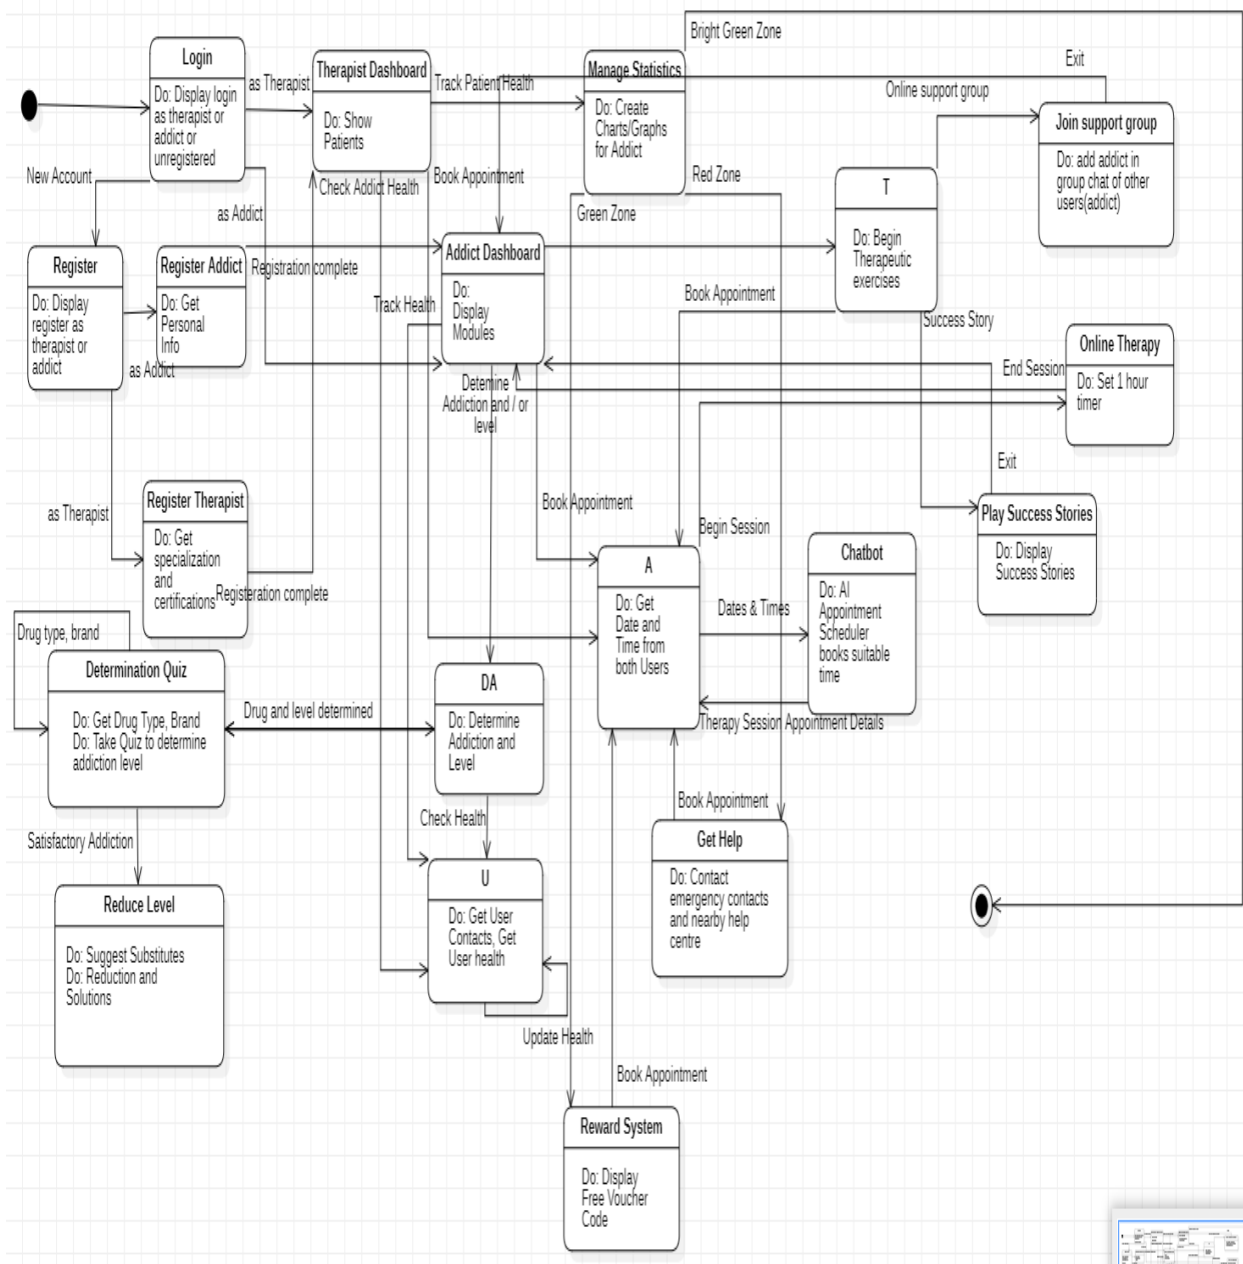 Bright Green Zone
Exit
Login
Do: Display login
as therapist or
addict or
unregistered
as Therapist
Therapist Dashboard
Do: Show
Patients
Track Patient Health
Manage Statistics
Do: Create
Charts/Graphs
for Addict
Online support group
Join support group
Do: add addict in
group chat of other
users(addict)
New Account
Check Addict Health
Book Appointment
Red Zone
T
Do: Begin
Therapeutic
exercises
as Addict
Green Zone
Register
Do: Display
register as
therapist or
addict
Register Addict
Do: Get
Personal
Info
Registration complete
Addict Dashboard
Do:
Display
Modules
Track Health
Book Appointment
Success Story
Online Therapy
Do: Set 1 hour
timer
as Addict
Detemine
Addiction and / or
level
End Session
Exit
Register Therapist
Do: Get
specialization
and
certifications
as Therapist
Book Appointment
Begin Session
Play Success Stories
Do: Display
Success Stories
A
Do: Get
Date and
Time from
both Users
Chatbot
Do: AI
Appointment
Scheduler
books suitable
time
Registeration complete
Dates & Times
Drug type, brand
Determination Quiz
Do: Get Drug Type, Brand
Do: Take Quiz to determine
addiction level
Drug and level determined
DA
Do: Determine
Addiction and
Level
Therapy Session Appointment Details
Book Appointment
Check Health
Get Help
Do: Contact
emergency contacts
and nearby help
centre
Satisfactory Addiction
Reduce Level
Do: Suggest Substitutes
Do: Reduction and
Solutions
U
Do: Get User
Contacts, Get
User health
Update Health
Book Appointment
Reward System
Do: Display
Free Voucher
Code